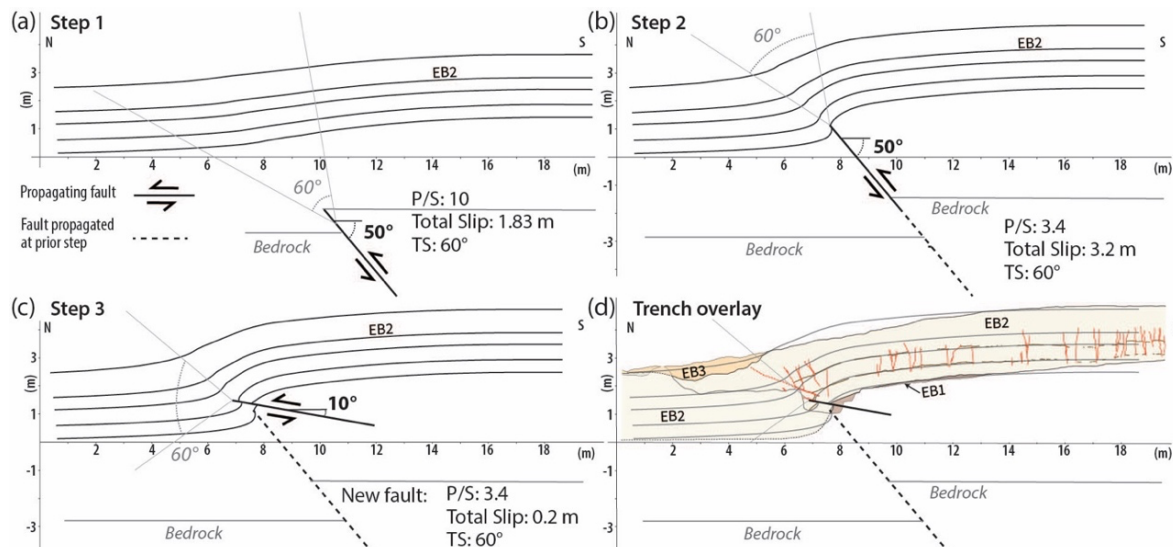 (a) Step 1
N
S
60°
EB2
3
(m)
1
2 4 6 8 10 12 14 16 18 (m)
Propagating fault
Fault propagated
at prior step
60°
50°
Bedrock
P/S: 10
Total Slip: 1.83 m
TS: 60°
(b) Step 2
N
S
60°
EB2
3
(m)
1
2 4 6 8 10 12 14 16 18 (m)
50°
-1
-3
Bedrock
Bedrock
P/S: 3.4
Total Slip: 3.2 m
TS: 60°
(c) Step 3
N
S
EB2
3
(m)
1
10°
60°
2 4 6 8 10 12 14 16 18 (m)
-1
-3
Bedrock
New fault: P/S: 3.4
Total Slip: 0.2 m
TS: 60°
(d) Trench overlay
N
S
EB2
3
(m)
1
EB3
EB2
EB1
2 4 6 8 10 12 14 16 18 (m)
-1
-3
Bedrock
Bedrock